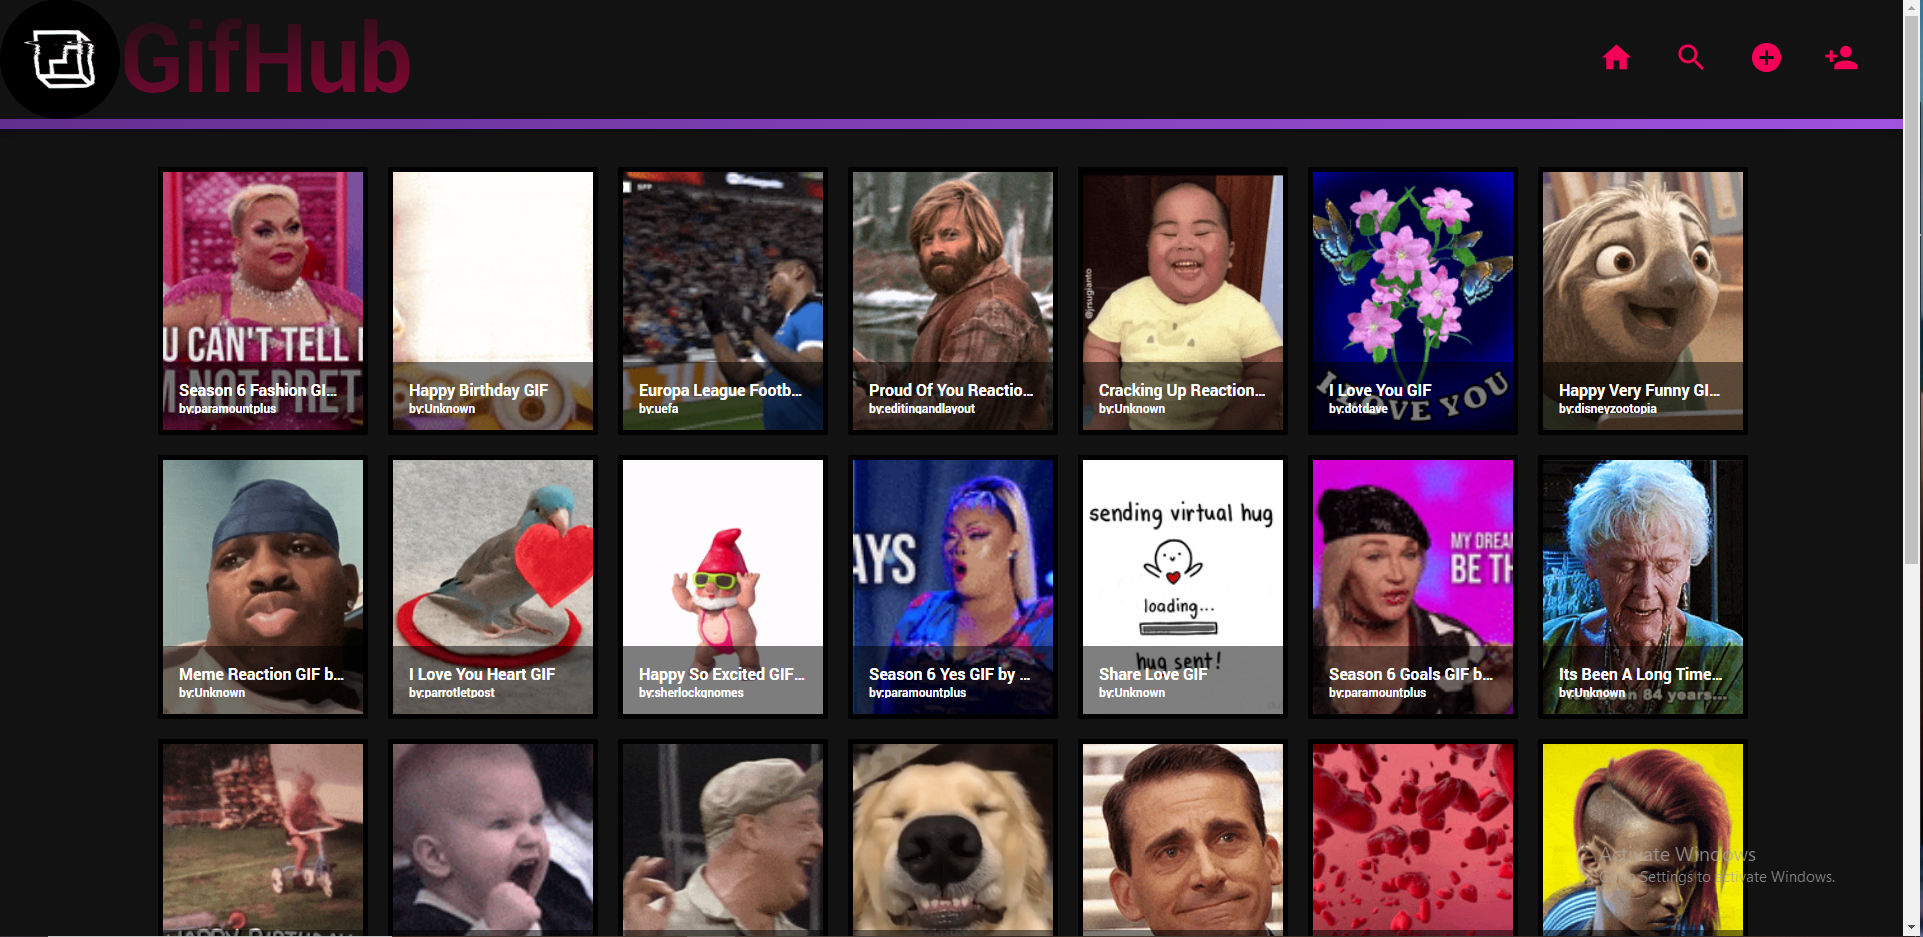 GifHub
SFP
U CAN'T TELL
M NOT PRET
Season 6 Fashion GI...
by:paramountplus
Happy Birthday GIF
by:Unknown
Europa League Footb...
by:uefa
Proud Of You Reactio...
by:editingandlayout
@jrsugianto
Cracking Up Reaction...
by:Unknown
I LOVE YOU
I Love You GIF
by:dotdave
Happy Very Funny GI...
by:disneyzootopia
Meme Reaction GIF b...
by:Unknown
I Love You Heart GIF
by:parrotletpost
Happy So Excited GIF...
by:sherlockgnomes
AYS
Season 6 Yes GIF by ...
by:paramountplus
sending virtual hug
loading...
hug sent!
Share Love GIF
by:Unknown
MY DREA
BE TH
Season 6 Goals GIF b...
by:paramountplus
Its Been A Long Time...
by:Unknown
been 84 years...
HAPPY BIRTHDAY
Activate Windows
Go to Settings to activate Windows.